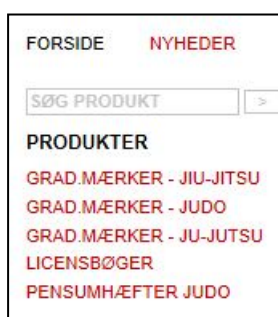 FORSIDE NYHEDER
SØG PRODUKT >
PRODUKTER
GRAD.MÆRKER - JIU-JITSU
GRAD.MÆRKER - JUDO
GRAD.MÆRKER - JU-JUTSU
LICENSBØGER
PENSUMHÆFTER JUDO